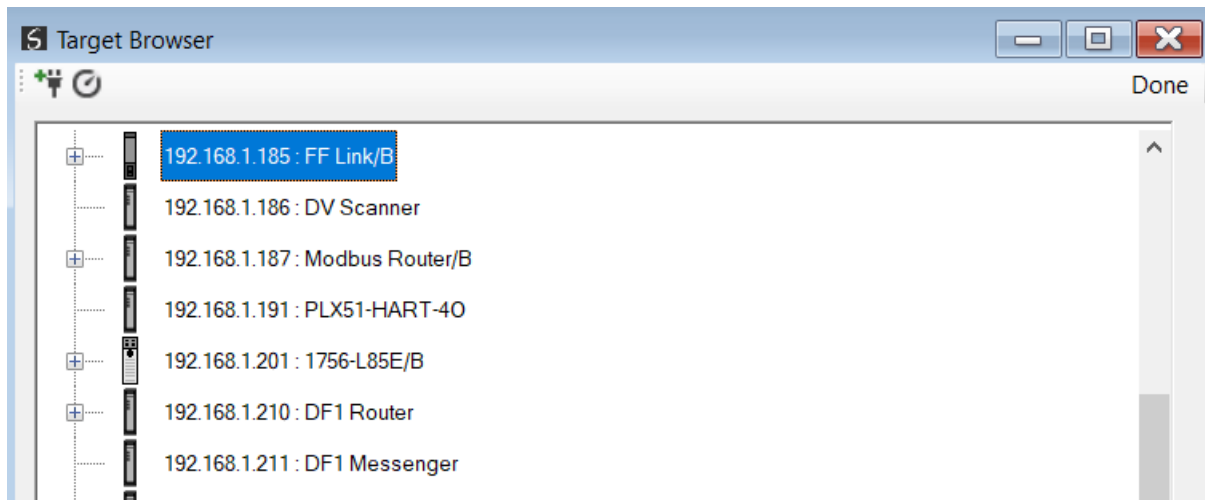 Target Browser
Done
192.168.1.185 : FF Link/B
192.168.1.186 : DV Scanner
192.168.1.187 : Modbus Router/B
192.168.1.191 : PLX51-HART-4O
192.168.1.201 : 1756-L85E/B
192.168.1.210 : DF1 Router
192.168.1.211 : DF1 Messenger